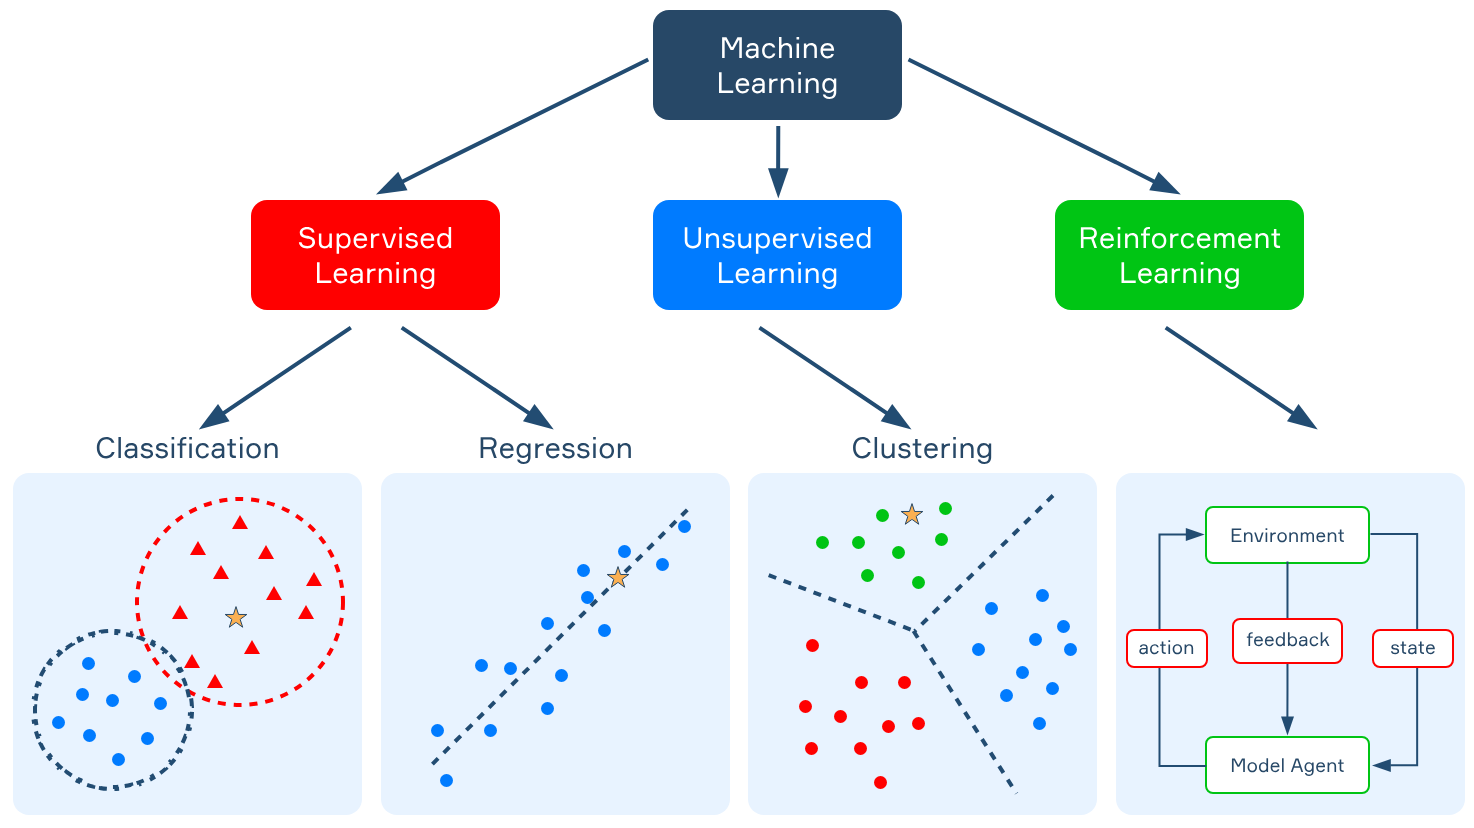 Machine
Learning
Supervised
Learning
Unsupervised
Learning
Reinforcement
Learning
Classification
Regression
Clustering
Environment
action
feedback
state
Model Agent